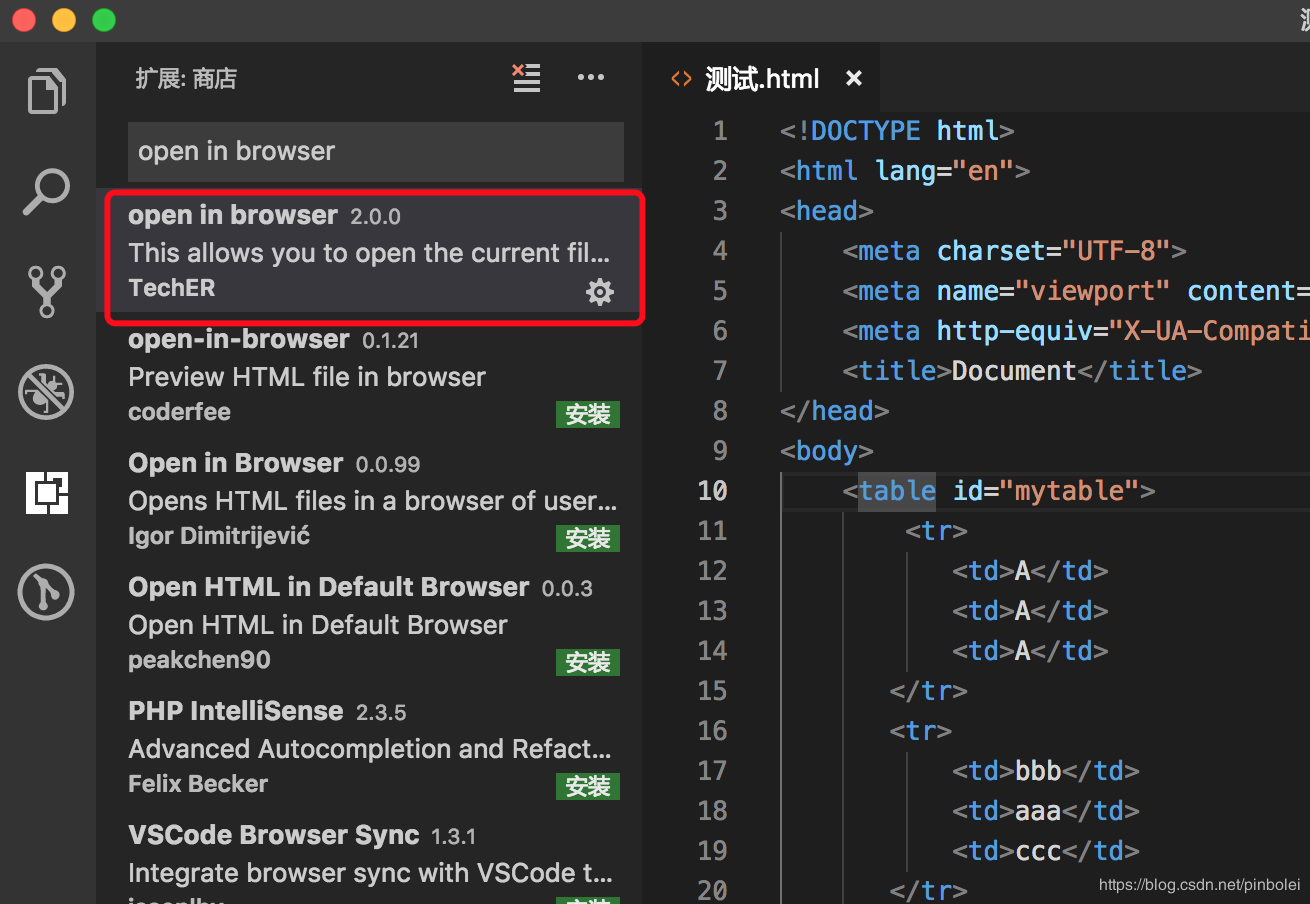 测
扩展: 商店
open in browser
open in browser 2.0.0
This allows you to open the current fil...
TechER
open-in-browser 0.1.21
Preview HTML file in browser
coderfee 安装
Open in Browser 0.0.99
Opens HTML files in a browser of user...
Igor Dimitrijević 安装
Open HTML in Default Browser 0.0.3
Open HTML in Default Browser
peakchen90 安装
PHP IntelliSense 2.3.5
Advanced Autocompletion and Refact...
Felix Becker 安装
VSCode Browser Sync 1.3.1
Integrate browser sync with VSCode t...
安装
测试.html
1 <!DOCTYPE html>
2 <html lang="en">
3 <head>
4 <meta charset="UTF-8">
5 <meta name="viewport" content=
6 <meta http-equiv="X-UA-Compati
7 <title>Document</title>
8 </head>
9 <body>
10 <table id="mytable">
11 <tr>
12 <td>A</td>
13 <td>A</td>
14 <td>A</td>
15 </tr>
16 <tr>
17 <td>bbb</td>
18 <td>aaa</td>
19 <td>ccc</td>
20 </tr>
https://blog.csdn.net/pinbolei